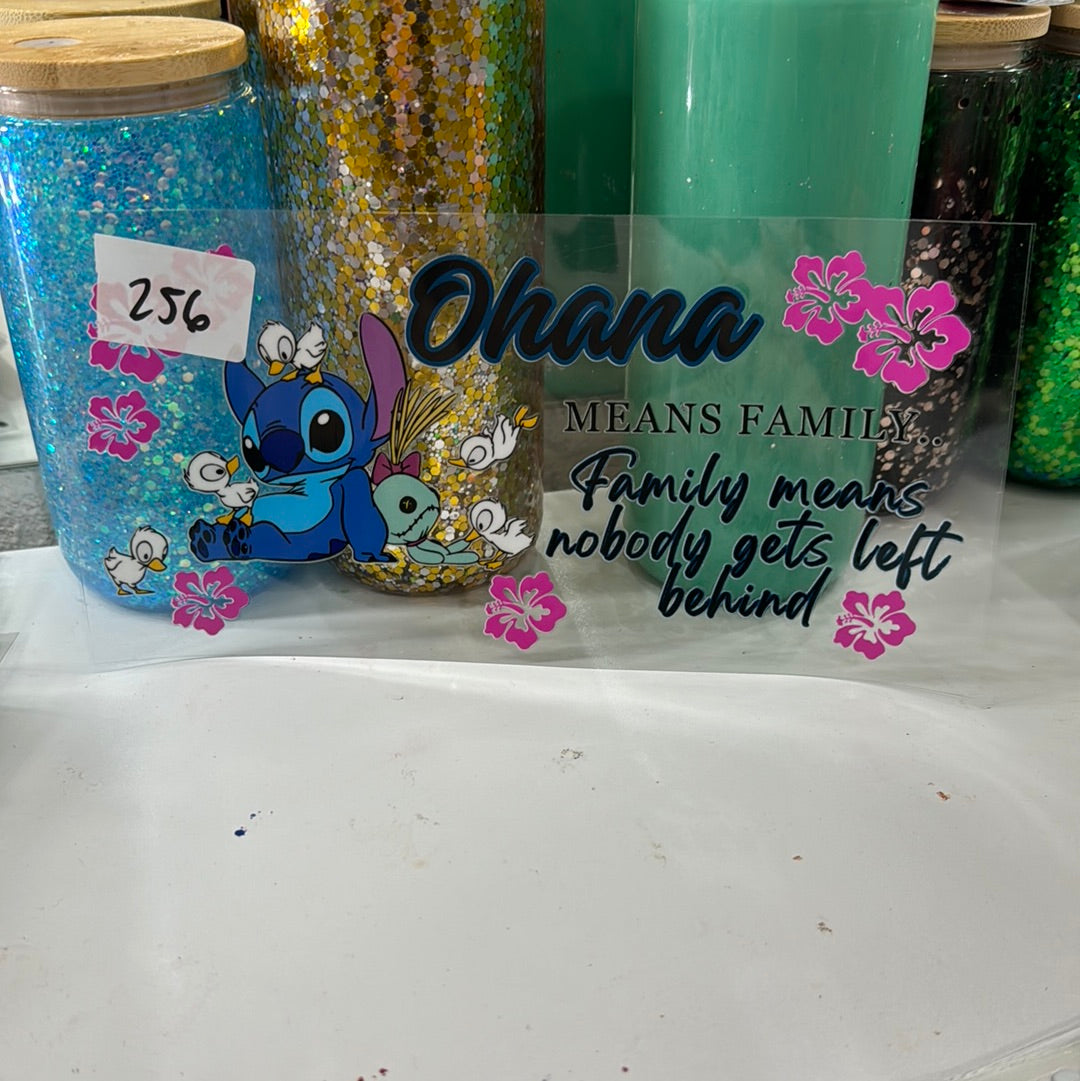 256
Ohana
MEANS FAMILY..
Family means
nobody gets left
behind